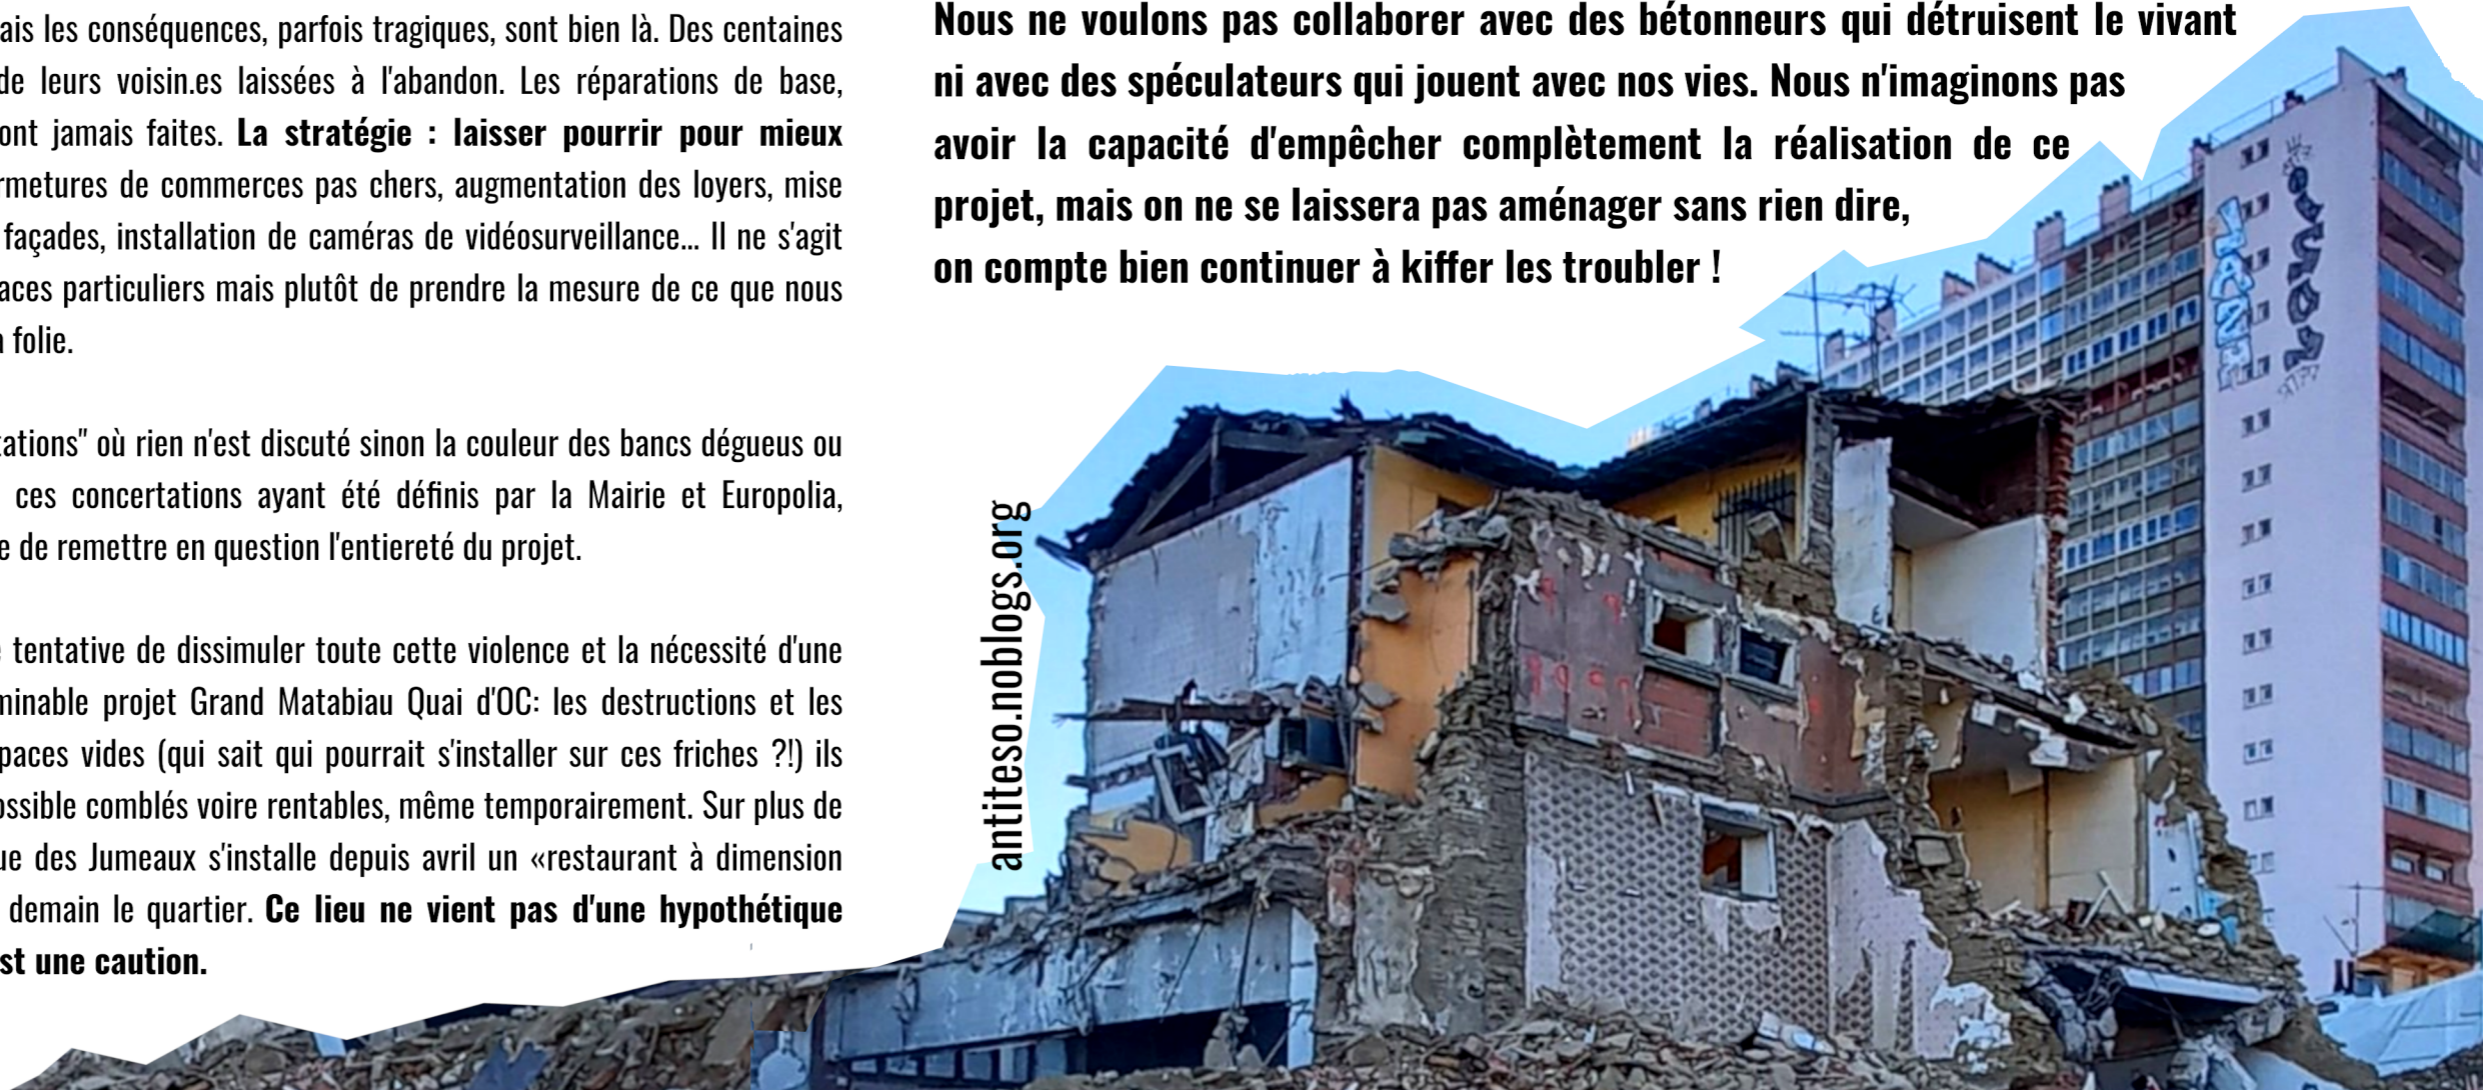 ais les conséquences, parfois tragiques, sont bien là. Des centaines
de leurs voisin.es laissées à l'abandon. Les réparations de base,
ont jamais faites. La stratégie : laisser pourrir pour mieux
rmetures de commerces pas chers, augmentation des loyers, mise
façades, installation de caméras de vidéosurveillance... Il ne s'agit
aces particuliers mais plutôt de prendre la mesure de ce que nous
a folie.
tations" où rien n'est discuté sinon la couleur des bancs dégueus ou
ces concertations ayant été définis par la Mairie et Europolia,
e de remettre en question l'entiereté du projet.
e tentative de dissimuler toute cette violence et la nécessité d'une
minable projet Grand Matabiau Quai d'OC: les destructions et les
paces vides (qui sait qui pourrait s'installer sur ces friches ?!) ils
ossible comblés voire rentables, même temporairement. Sur plus de
ue des Jumeaux s'installe depuis avril un «restaurant à dimension
demain le quartier. Ce lieu ne vient pas d'une hypothétique
st une caution.
Nous ne voulons pas collaborer avec des bétonneurs qui détruisent le vivant
ni avec des spéculateurs qui jouent avec nos vies. Nous n'imaginons pas
avoir la capacité d'empêcher complètement la réalisation de ce
projet, mais on ne se laissera pas aménager sans rien dire,
on compte bien continuer à kiffer les troubler !
antiteso.noblogs.org